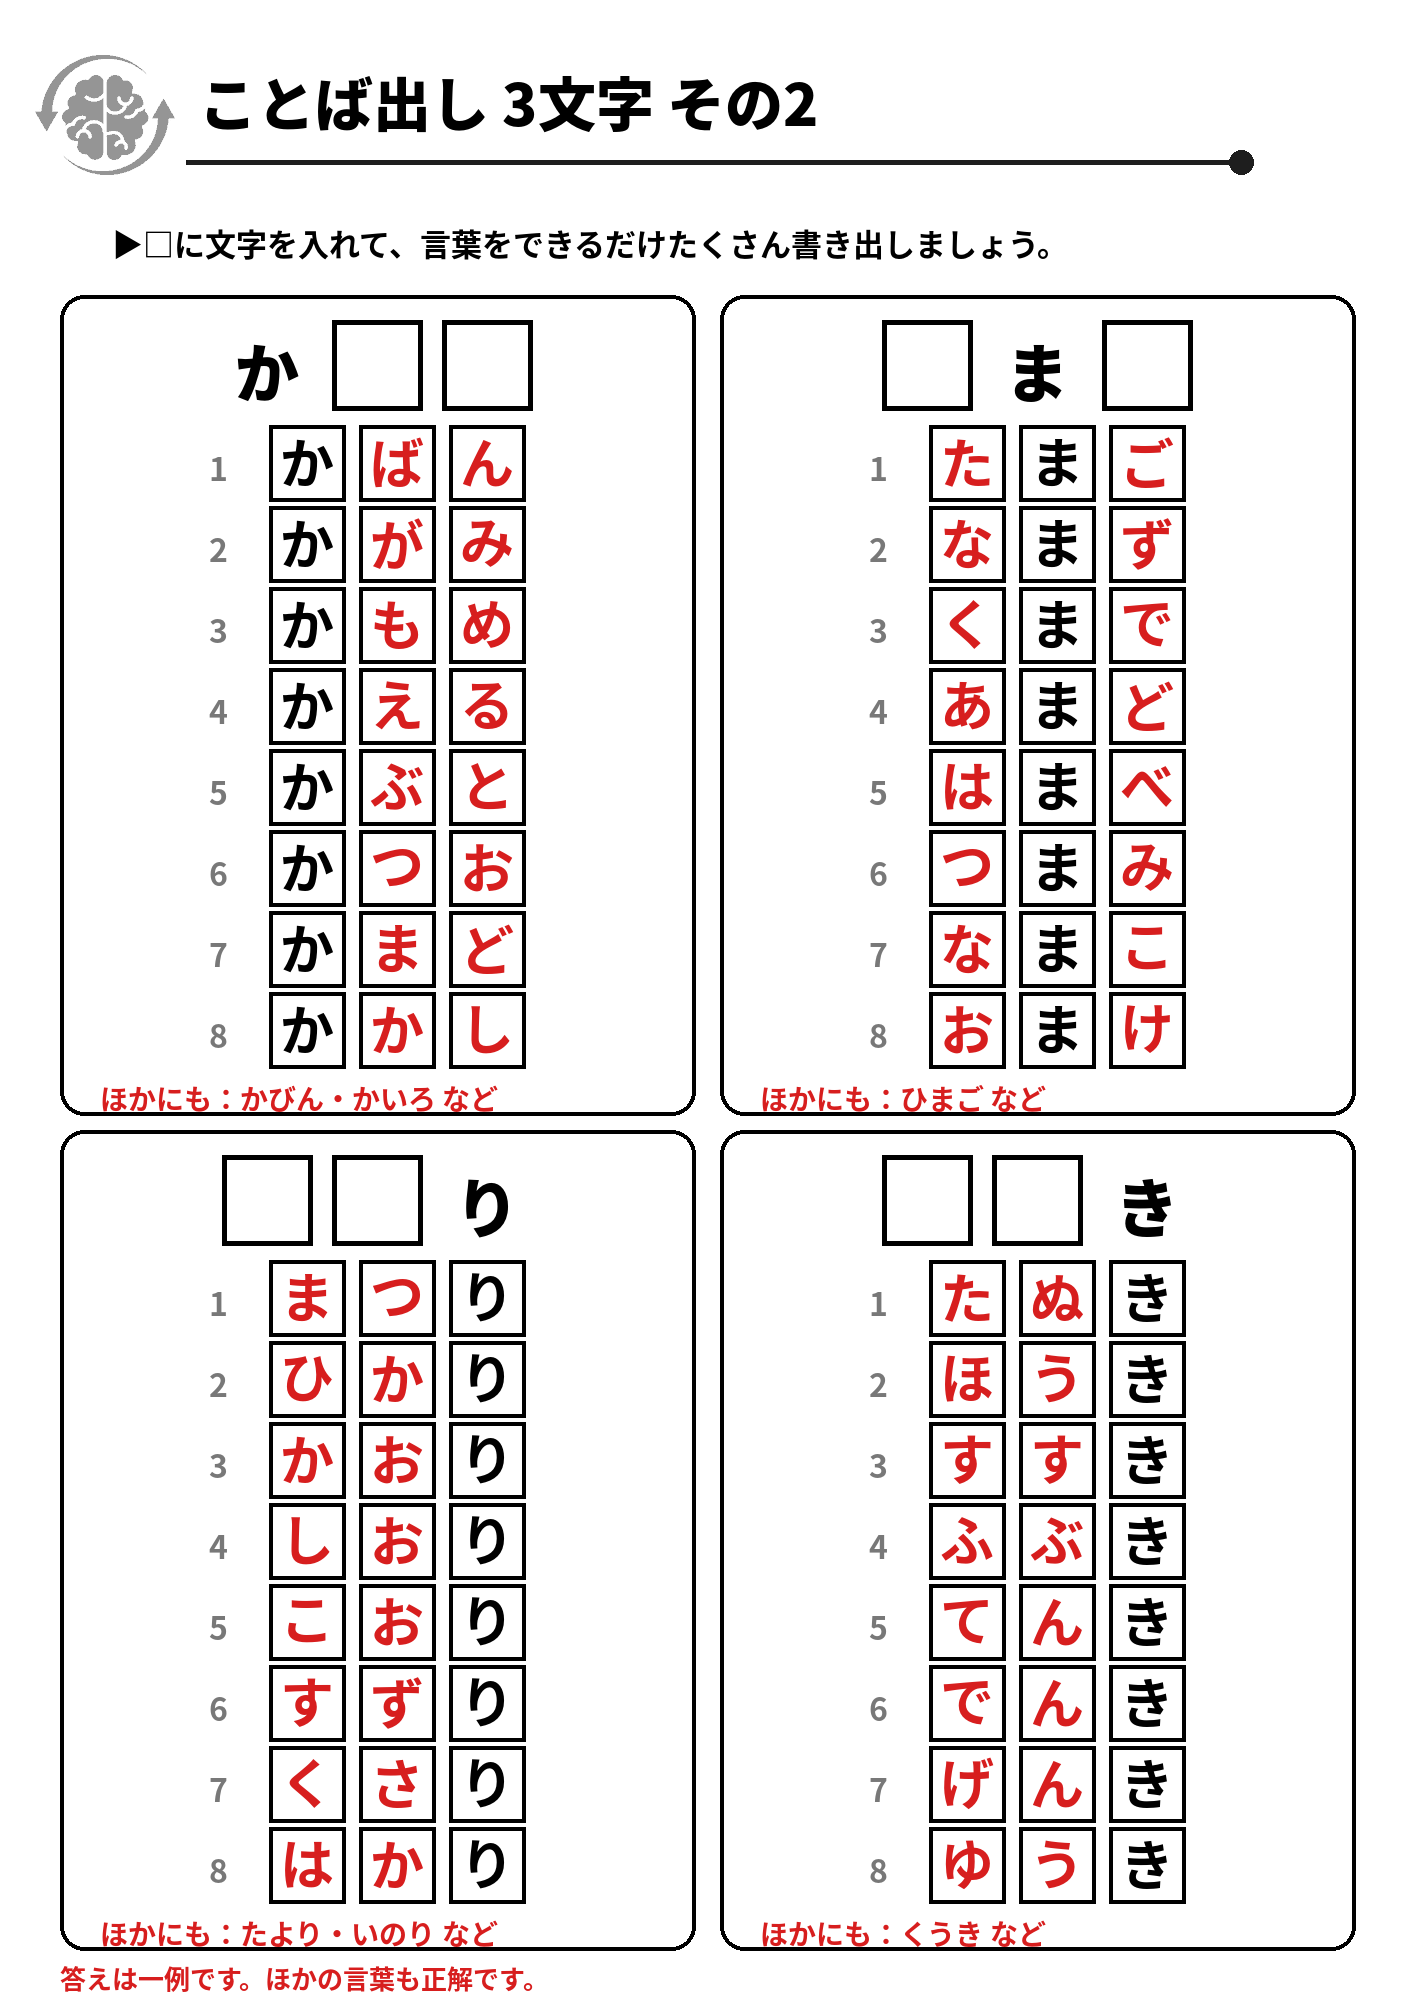 ことば出し 3文字 その2
▶□に文字を入れて、言葉をできるだけたくさん書き出しましょう。
か□□
1 かばん
2 かがみ
3 かもめ
4 かえる
5 かぶと
6 かつお
7 かまど
8 かかし
ほかにも：かびん・かいろ など
□ま□
1 たまご
2 なまず
3 くまで
4 あまど
5 はまべ
6 つまみ
7 なまこ
8 おまけ
ほかにも：ひまご など
□□り
1 まつり
2 ひかり
3 かおり
4 しおり
5 こおり
6 すずり
7 くさり
8 はかり
ほかにも：たより・いのり など
□□き
1 たぬき
2 ほうき
3 すすき
4 ふぶき
5 てんき
6 でんき
7 げんき
8 ゆうき
ほかにも：くうき など
答えは一例です。ほかの言葉も正解です。